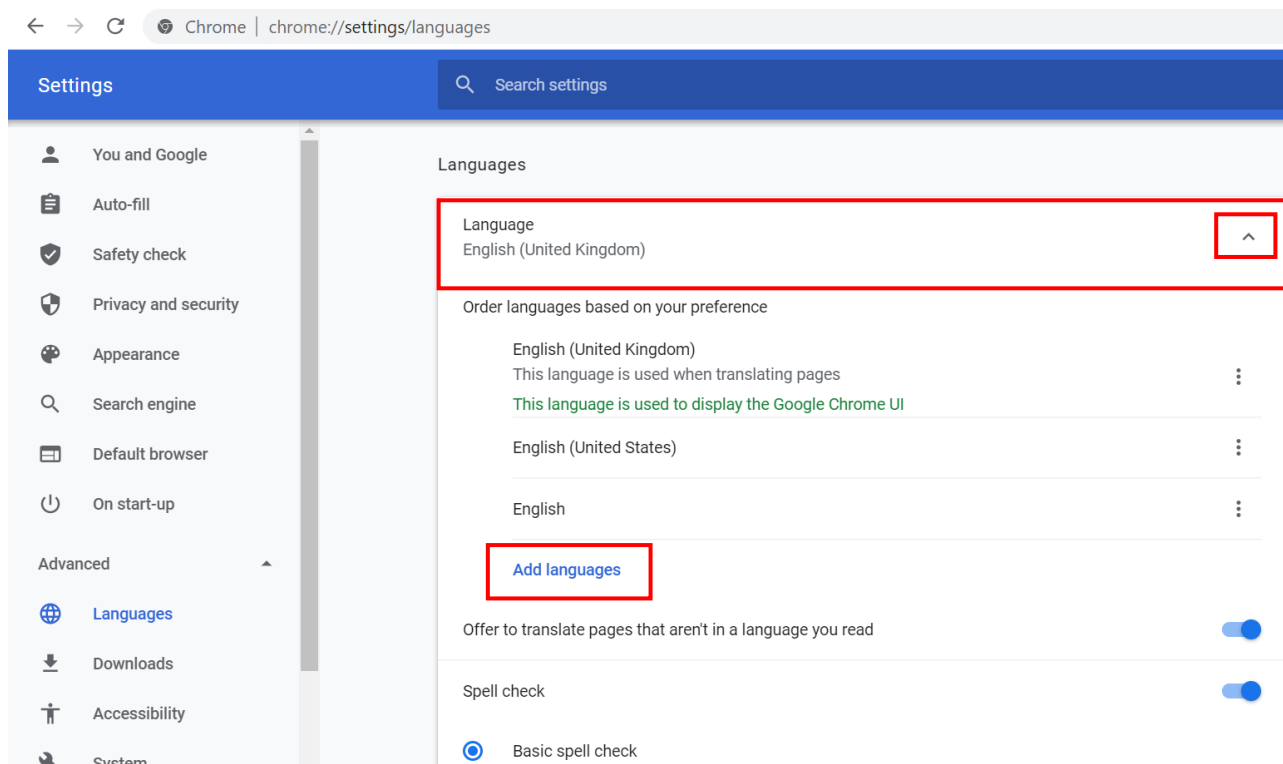 Chrome | chrome://settings/languages
Settings
Search settings
You and Google
Auto-fill
Safety check
Privacy and security
Appearance
Search engine
Default browser
On start-up
Advanced
Languages
Downloads
Accessibility
System
Languages
Language
English (United Kingdom)
Order languages based on your preference
English (United Kingdom)
This language is used when translating pages
This language is used to display the Google Chrome UI
English (United States)
English
Add languages
Offer to translate pages that aren't in a language you read
Spell check
Basic spell check